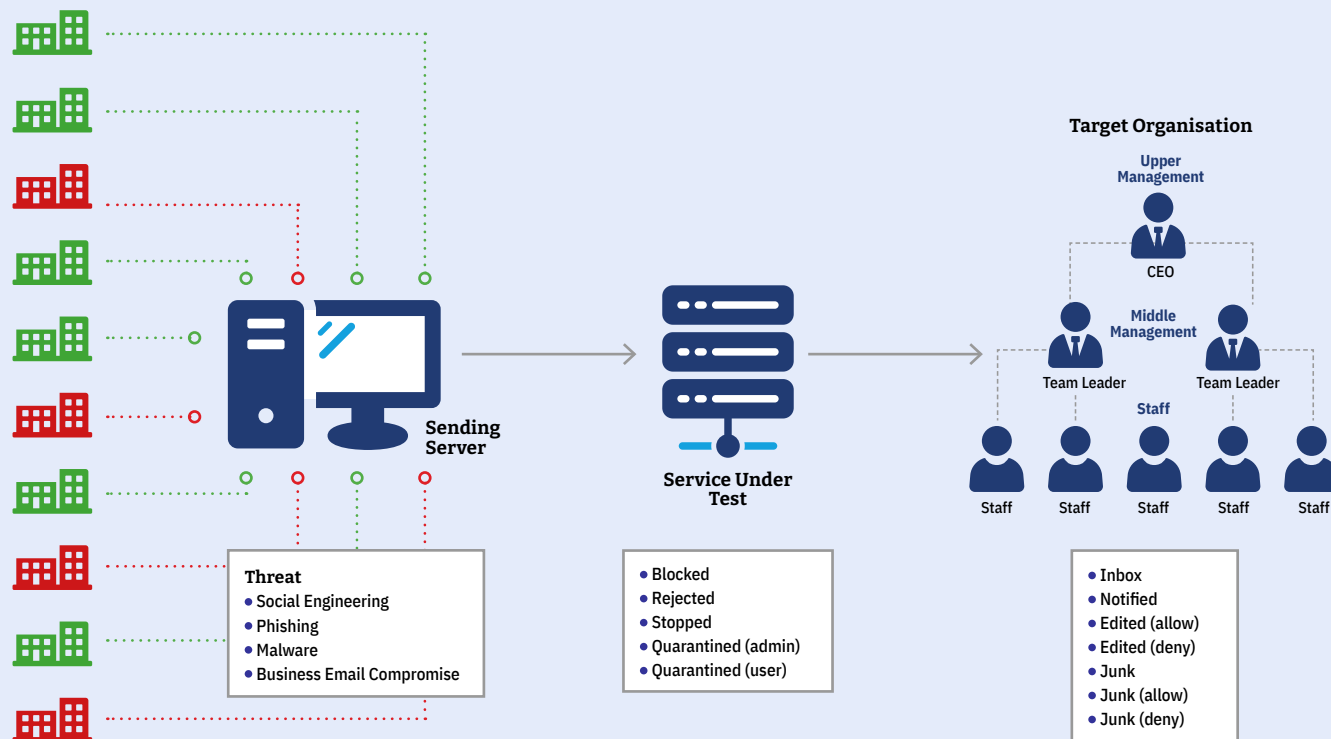 Target Organisation
Upper
Management
CEO
Middle
Management
Team Leader
Team Leader
Staff
Staff
Staff
Staff
Staff
Staff
Sending
Server
Service Under
Test
Threat
Social Engineering
Phishing
Malware
Business Email Compromise
Blocked
Rejected
Stopped
Quarantined (admin)
Quarantined (user)
Inbox
Notified
Edited (allow)
Edited (deny)
Junk
Junk (allow)
Junk (deny)